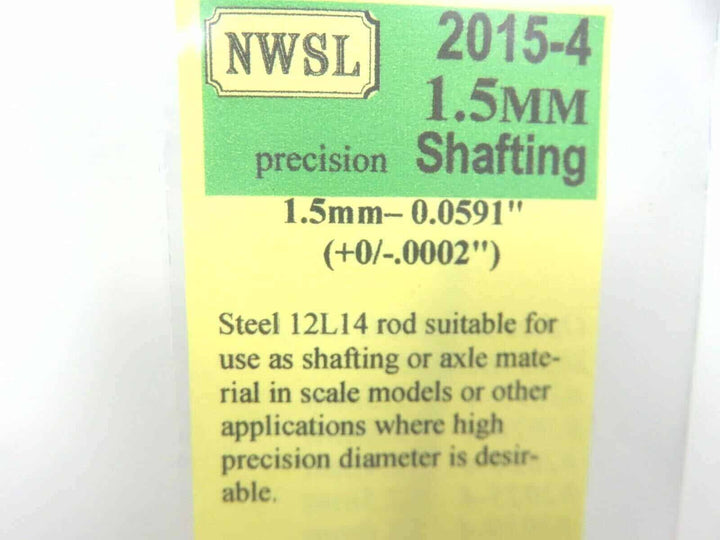 NWSL
2015-4
1.5MM
precision Shafting
1.5mm– 0.0591"
(+0/-.0002")
Steel 12L14 rod suitable for
use as shafting or axle mate-
rial in scale models or other
applications where high
precision diameter is desir-
able.